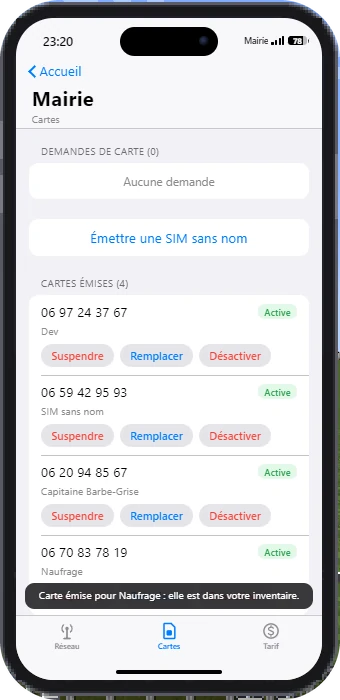 23:20
Mairie
78
Accueil
Mairie
Cartes
DEMANDES DE CARTE (0)
Aucune demande
Émettre une SIM sans nom
CARTES ÉMISES (4)
06 97 24 37 67
Active
Dev
Suspendre Remplacer Désactiver
06 59 42 95 93
Active
SIM sans nom
Suspendre Remplacer Désactiver
06 20 94 85 67
Active
Capitaine Barbe-Grise
Suspendre Remplacer Désactiver
06 70 83 78 19
Active
Naufrage
Carte émise pour Naufrage : elle est dans votre inventaire.
Réseau Cartes Tarif